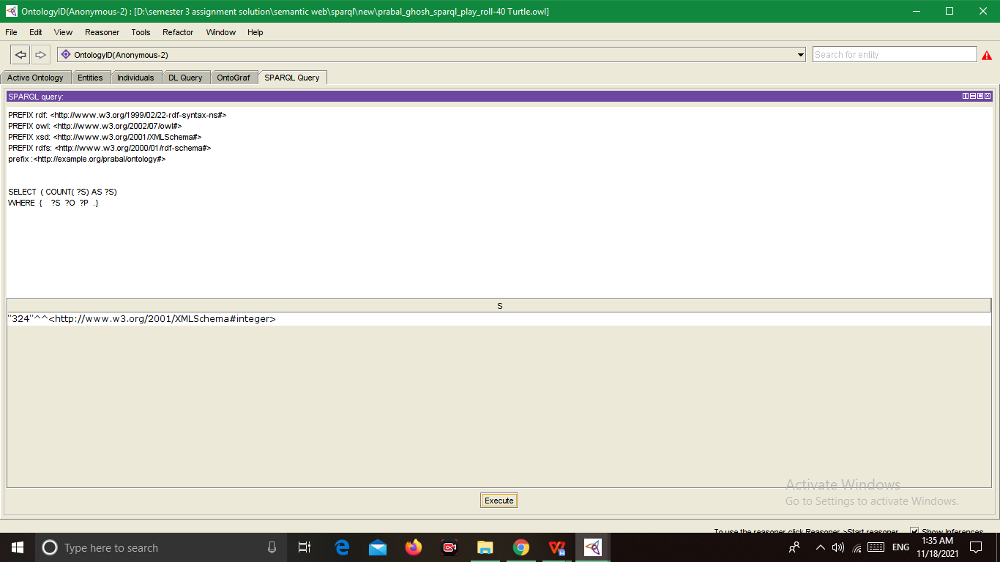 OntologyID(Anonymous-2) : [D:\semester 3 assignment solution\semantic web\sparql\new\prabal_ghosh_sparql_play_roll-40 Turtle.owl]
File Edit View Reasoner Tools Refactor Window Help
OntologyID(Anonymous-2)
Search for entity
Active Ontology Entities Individuals DL Query OntoGraf SPARQL Query
SPARQL query:
PREFIX rdf: <http://www.w3.org/1999/02/22-rdf-syntax-ns#>
PREFIX owl: <http://www.w3.org/2002/07/owl#>
PREFIX xsd: <http://www.w3.org/2001/XMLSchema#>
PREFIX rdfs: <http://www.w3.org/2000/01/rdf-schema#>
prefix :<http://example.org/prabal/ontology#>
SELECT ( COUNT( ?S) AS ?S)
WHERE { ?S ?O ?P .}
S
"324"^^<http://www.w3.org/2001/XMLSchema#integer>
Activate Windows
Go to Settings to activate Windows.
Execute
To use the reasoner click Reasoner->Start reasoner Show Inferences
Type here to search
ENG
1:35 AM
11/18/2021